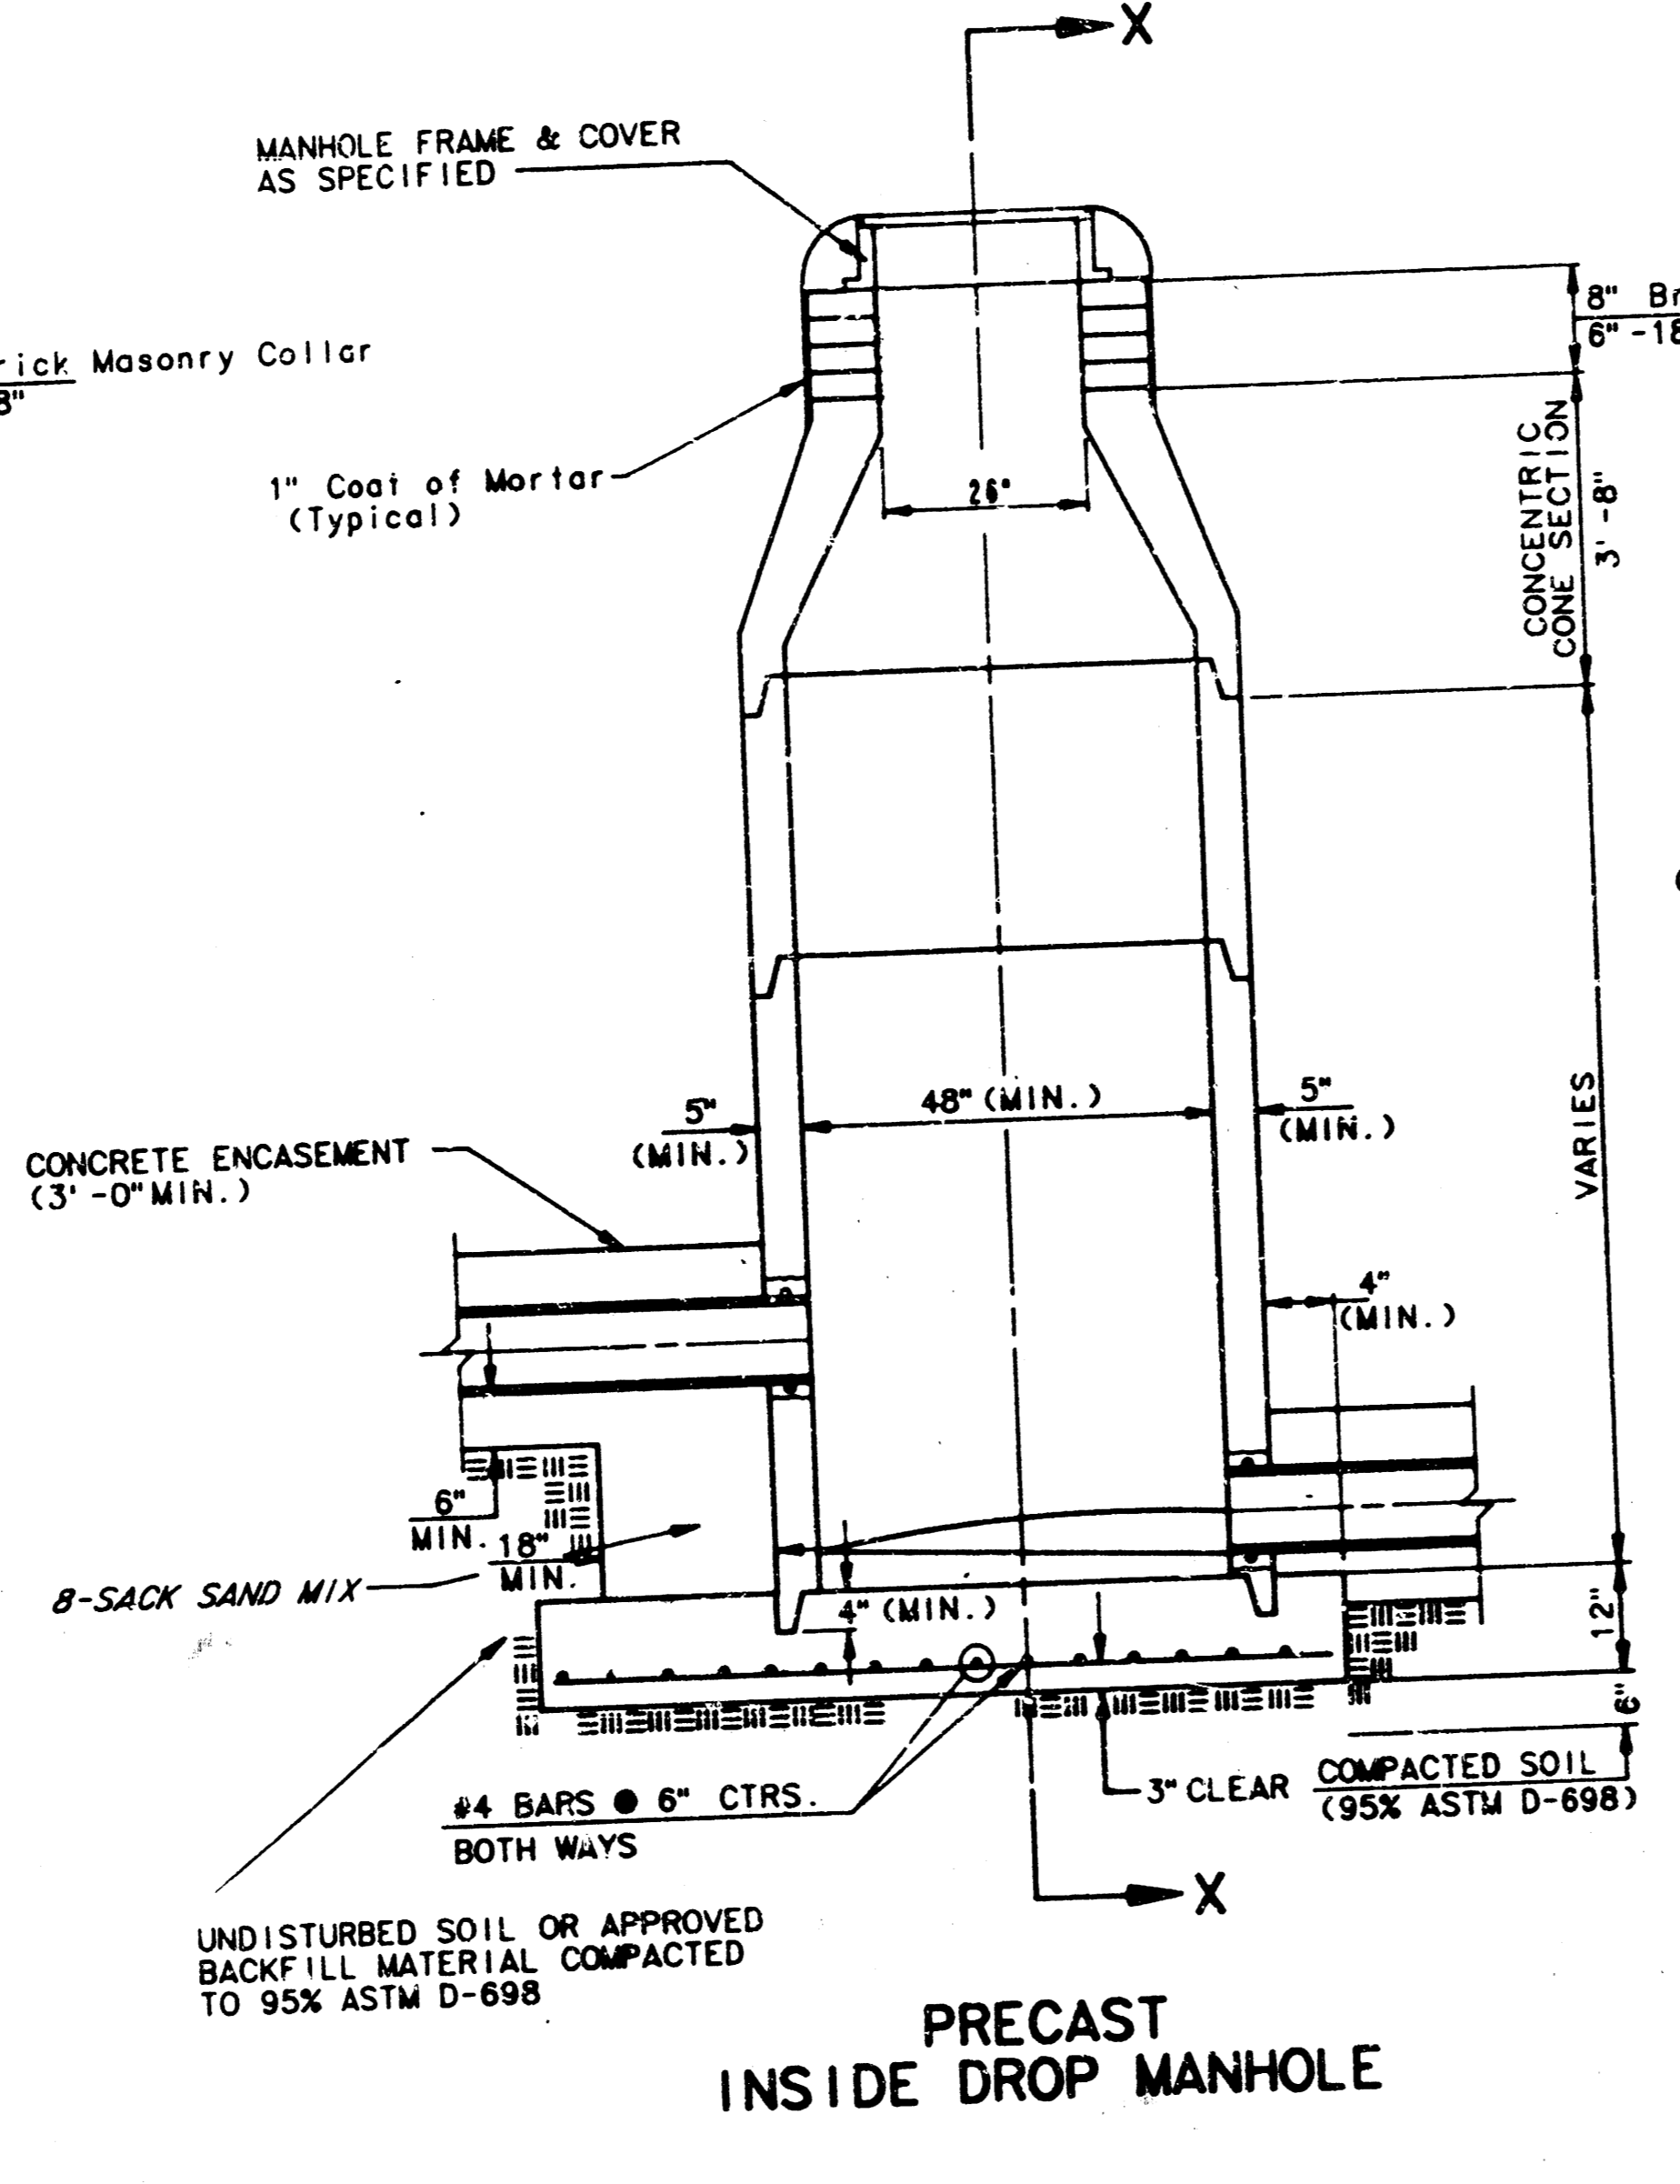 X
MANHOLE FRAME & COVER
AS SPECIFIED
8" Br
6" -18
rick Masonry Collar
8"
1" Coat of Mortar
(Typical)
26"
CONCENTRIC
CONE SECTION
3' -8"
5"
(MIN.)
48" (MIN.)
5"
(MIN.)
VARIES
CONCRETE ENCASEMENT
(3' -0" MIN.)
4"
(MIN.)
6"
MIN.
18"
MIN.
8-SACK SAND MIX
4" (MIN.)
12"
6"
#4 BARS @ 6" CTRS.
BOTH WAYS
3" CLEAR
COMPACTED SOIL
(95% ASTM D-698)
X
UNDISTURBED SOIL OR APPROVED
BACKFILL MATERIAL COMPACTED
TO 95% ASTM D-698
PRECAST
INSIDE DROP MANHOLE